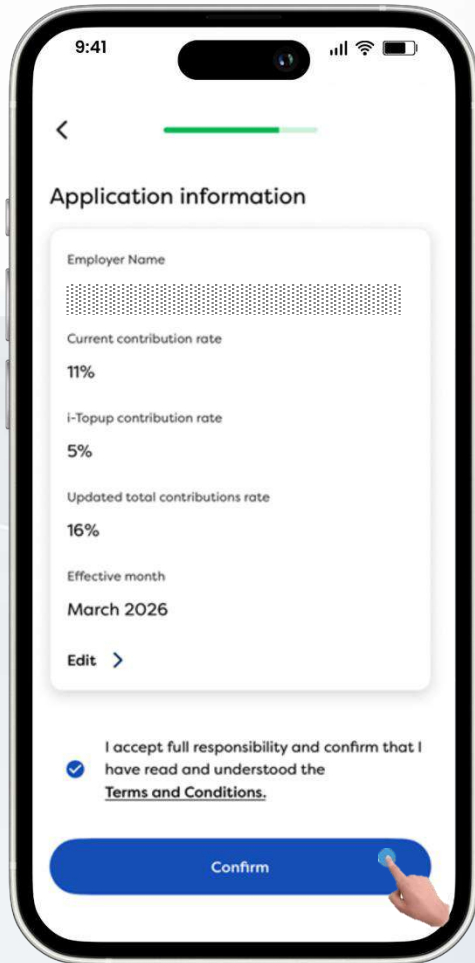 9:41
Application information
Employer Name
Current contribution rate
11%
i-Topup contribution rate
5%
Updated total contributions rate
16%
Effective month
March 2026
Edit
I accept full responsibility and confirm that I
have read and understood the
Terms and Conditions.
Confirm